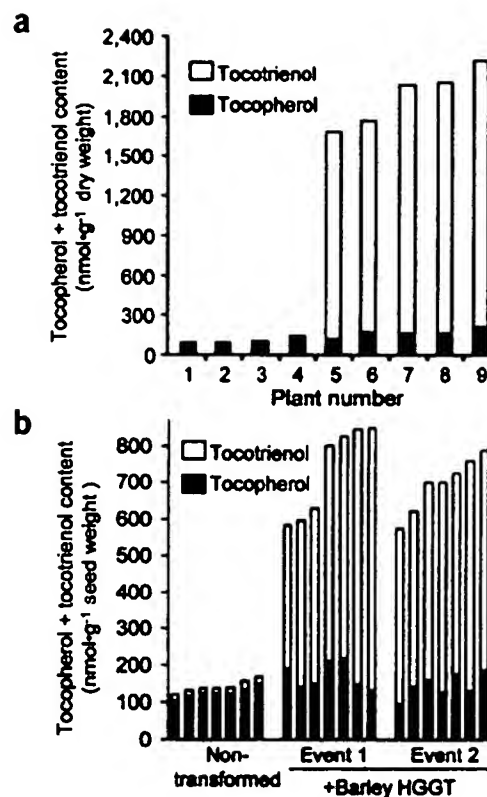 a
Tocopherol + tocotrienol content
(nmol•g⁻¹ dry weight)
2,400
2,100
1,800
1,500
1,200
900
600
300
0
Tocotrienol
Tocopherol
1 2 3 4 5 6 7 8 9
Plant number
b
Tocopherol + tocotrienol content
(nmol•g⁻¹ seed weight )
800
700
600
500
400
300
200
100
0
Tocotrienol
Tocopherol
Non-
transformed
Event 1
Event 2
+Barley HGGT